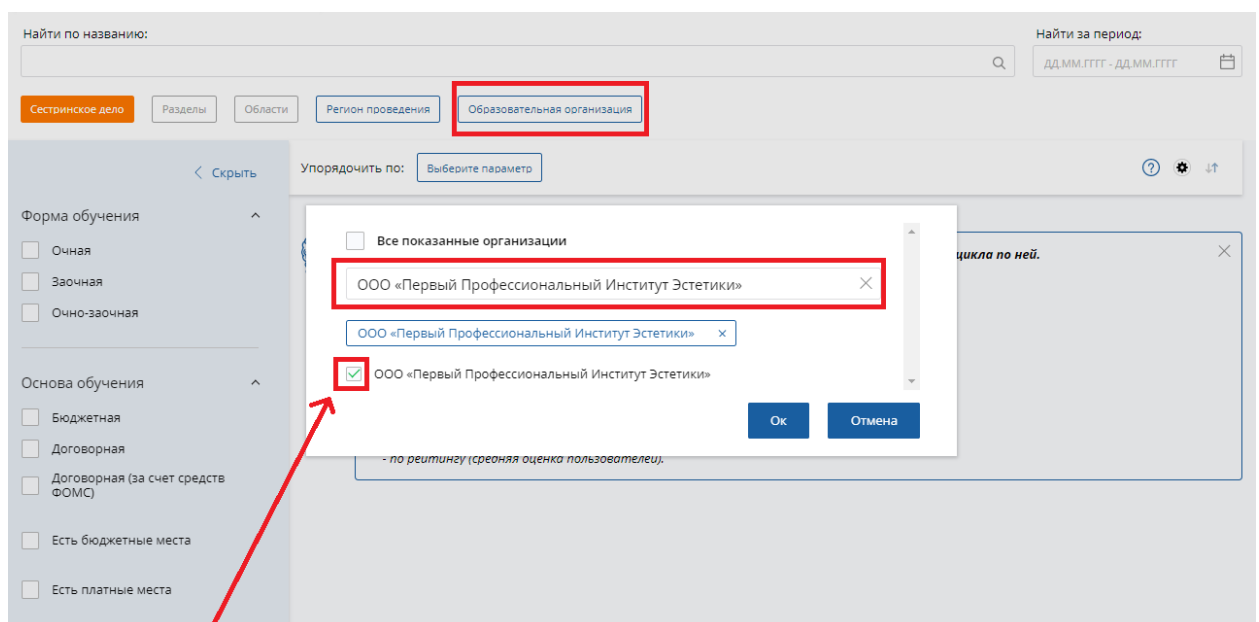 Найти по названию:
Найти за период:
дд.мм.гггг - дд.мм.гггг
Сестринское дело
Разделы
Области
Регион проведения
Образовательная организация
Скрыть
Упорядочить по:
Выберите параметр
?
Форма обучения
Очная
Заочная
Очно-заочная
Основа обучения
Бюджетная
Договорная
Договорная (за счет средств
ФОМС)
Есть бюджетные места
Есть платные места
Все показанные организации
цикла по ней.
ООО «Первый Профессиональный Институт Эстетики»
ООО «Первый Профессиональный Институт Эстетики» x
ООО «Первый Профессиональный Институт Эстетики»
Ок
Отмена
- по рейтингу (средняя оценка пользователей).